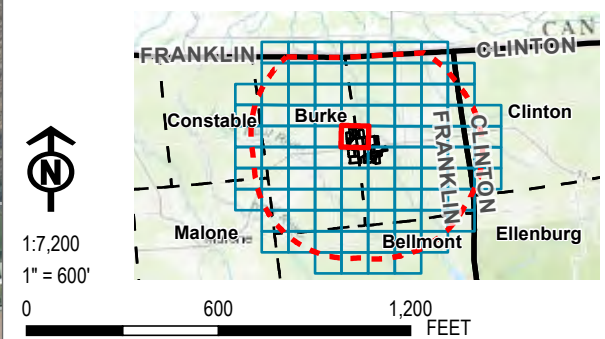 CAN
FRANKLIN
CLINTON
Constable
Burke
Clinton
FRANKLIN
CLINTON
N
Malone
Bellmont
Ellenburg
1:7,200
1" = 600'
0 600 1,200
FEET